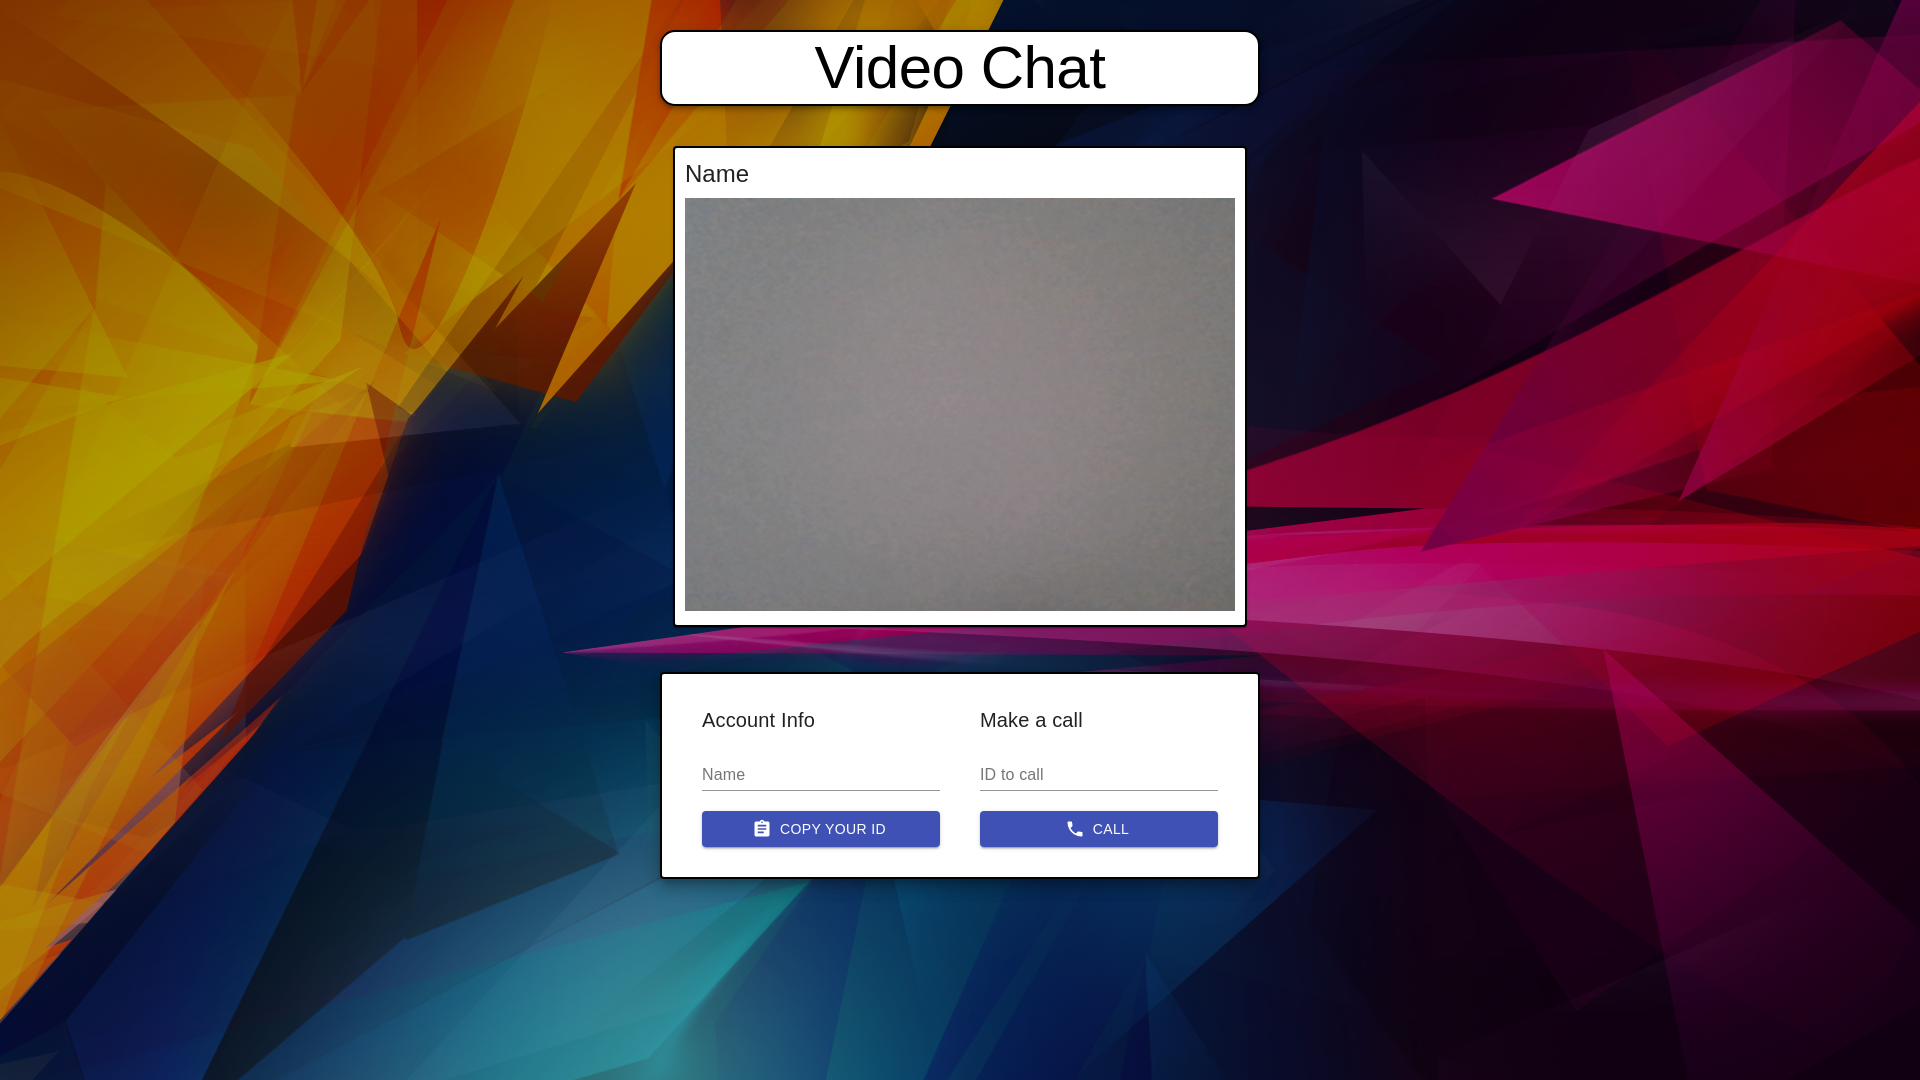 Video Chat
Name
Account Info
Name
COPY YOUR ID
Make a call
ID to call
CALL